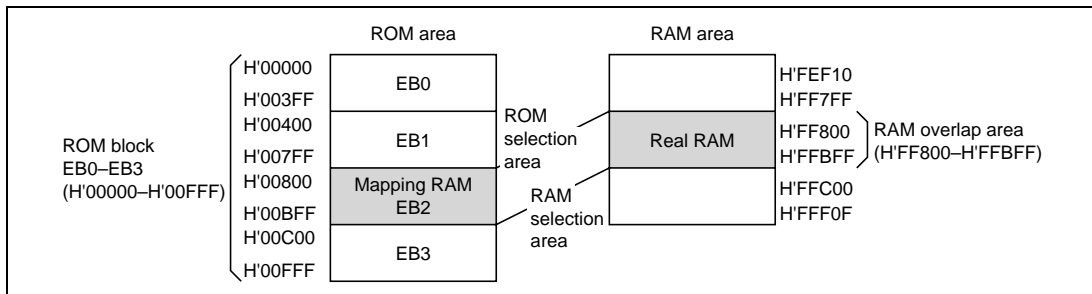 ROM area
RAM area
H'00000
H'003FF
H'00400
H'007FF
H'00800
H'00BFF
H'00C00
H'00FFF
ROM block
EB0–EB3
(H'00000–H'00FFF)
EB0
EB1
Mapping RAM
EB2
EB3
ROM
selection
area
RAM
selection
area
Real RAM
H'FEF10
H'FF7FF
H'FF800
H'FFBFF
H'FFC00
H'FFF0F
RAM overlap area
(H'FF800–H'FFBFF)